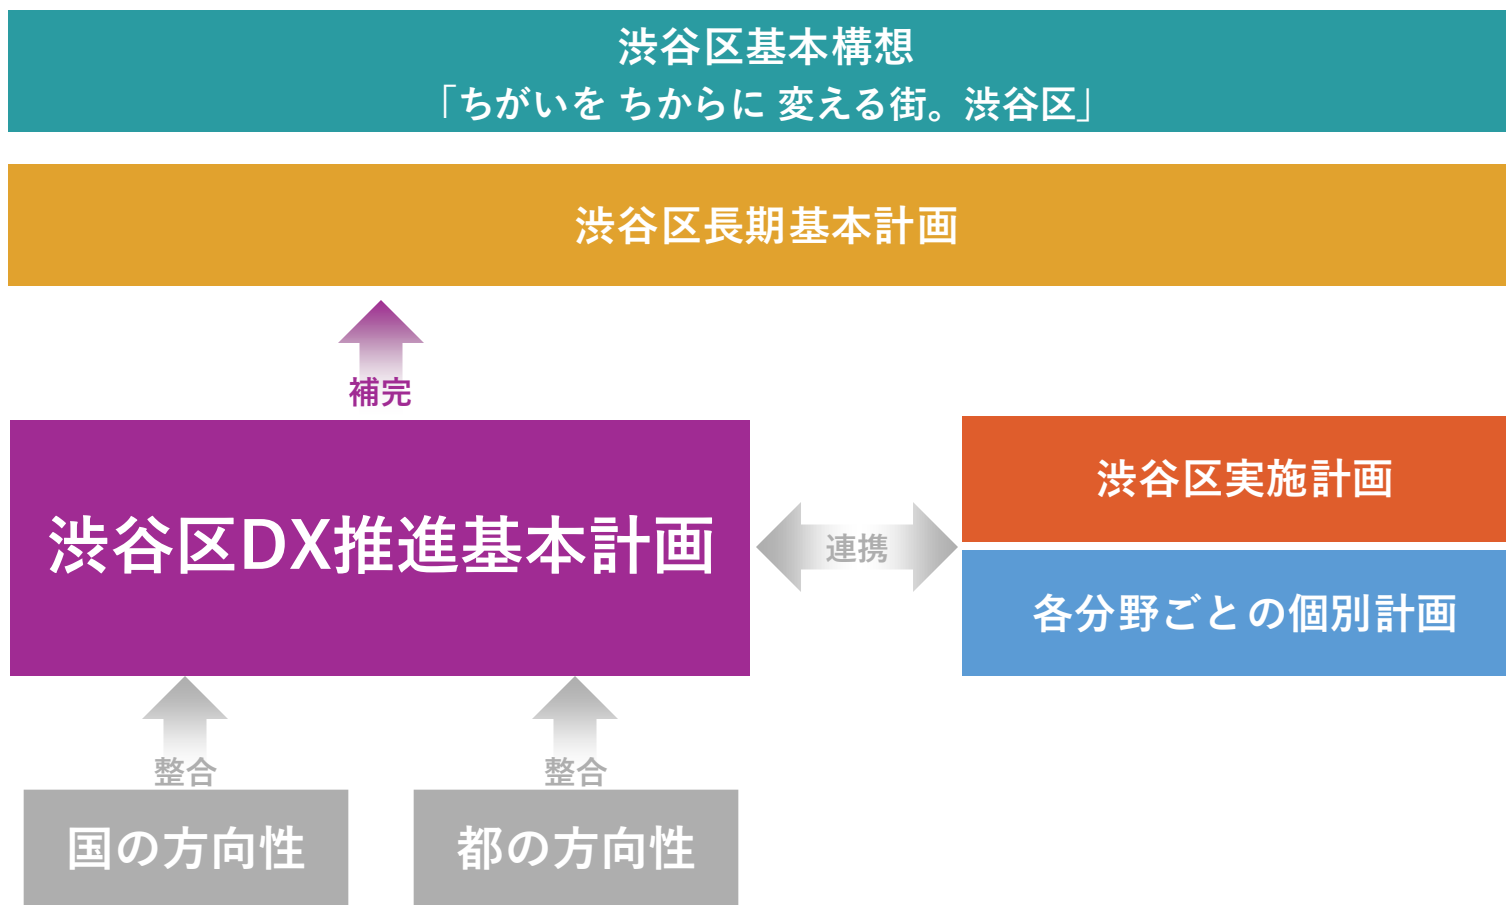 渋谷区基本構想
「ちがいを ちからに 変える街。渋谷区」
渋谷区長期基本計画
補完
渋谷区DX推進基本計画
連携
渋谷区実施計画
各分野ごとの個別計画
整合
整合
国の方向性
都の方向性